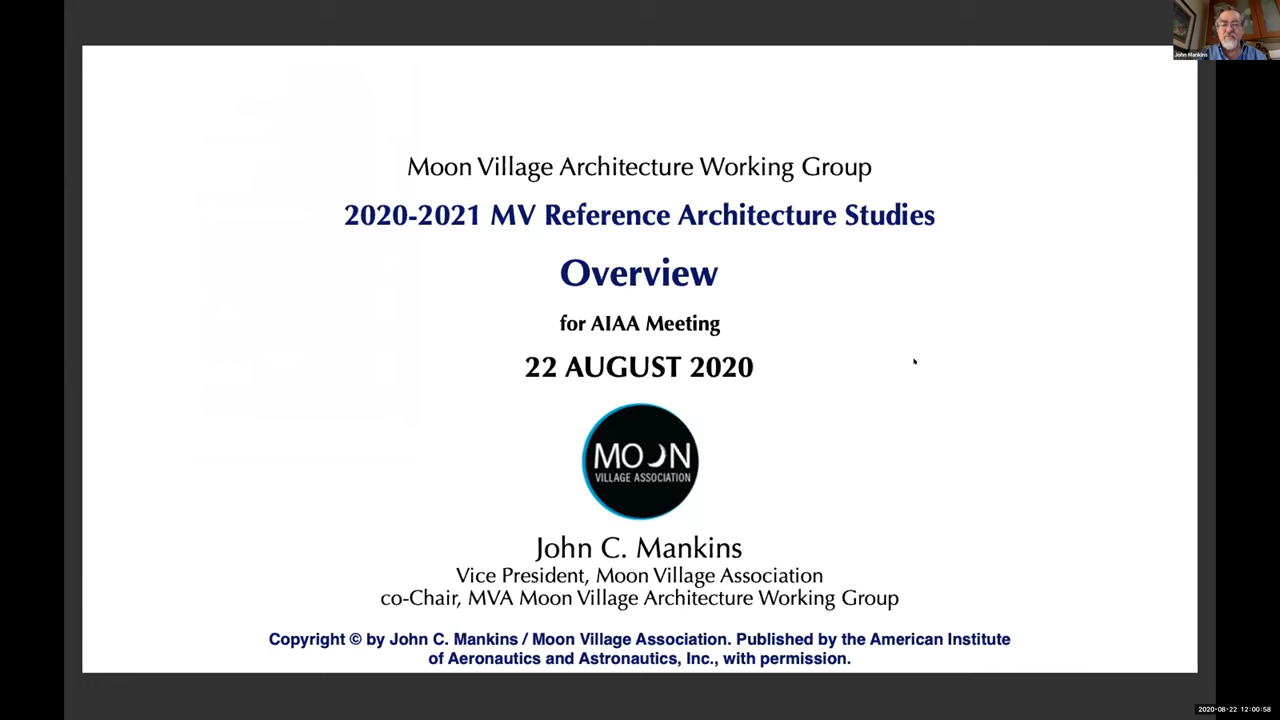 John Mankins
Moon Village Architecture Working Group
2020-2021 MV Reference Architecture Studies
Overview
for AIAA Meeting
22 AUGUST 2020
MOON
VILLAGE ASSOCIATION
John C. Mankins
Vice President, Moon Village Association
co-Chair, MVA Moon Village Architecture Working Group
Copyright © by John C. Mankins / Moon Village Association. Published by the American Institute
of Aeronautics and Astronautics, Inc., with permission.
2020-08-22 12:00:58